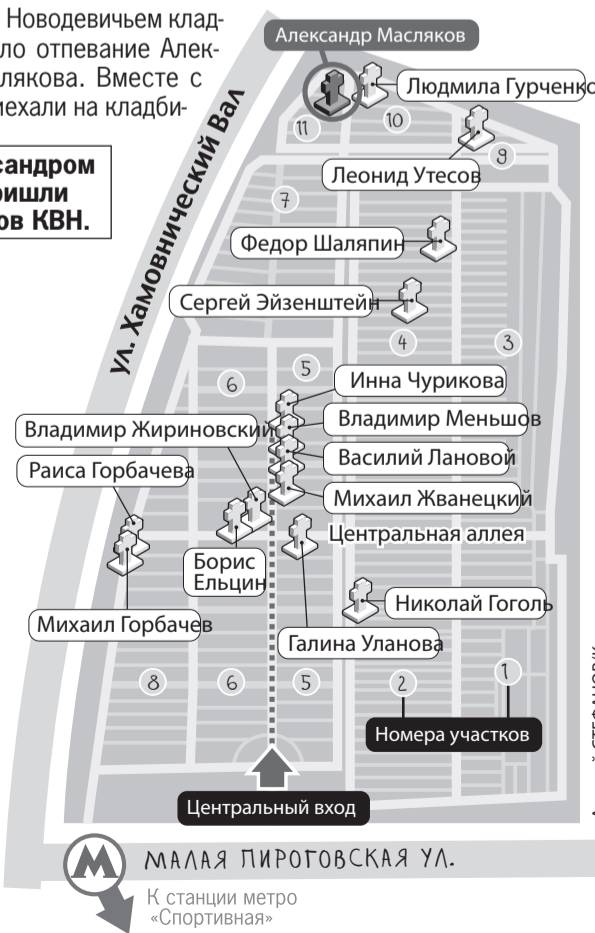 Новодевичьем клад-
ло отпевание Алек-
слякова. Вместе с
иехали на кладби-
сандром
ришли
ов КВН.
Александр Масляков
Людмила Гурченко
11
10
Леонид Утесов
9
ул. Хамовнический Вал
7
Федор Шаляпин
Сергей Эйзенштейн
4
3
5
6
Инна Чурикова
Владимир Меньшов
Владимир Жириновский
Василий Лановой
Раиса Горбачева
Михаил Жванецкий
Центральная аллея
Борис
Ельцин
Николай Гоголь
Михаил Горбачев
Галина Уланова
8
6
5
2
1
Номера участков
Центральный вход
М
МАЛАЯ ПИРОГОВСКАЯ УЛ.
К станции метро
«Спортивная»